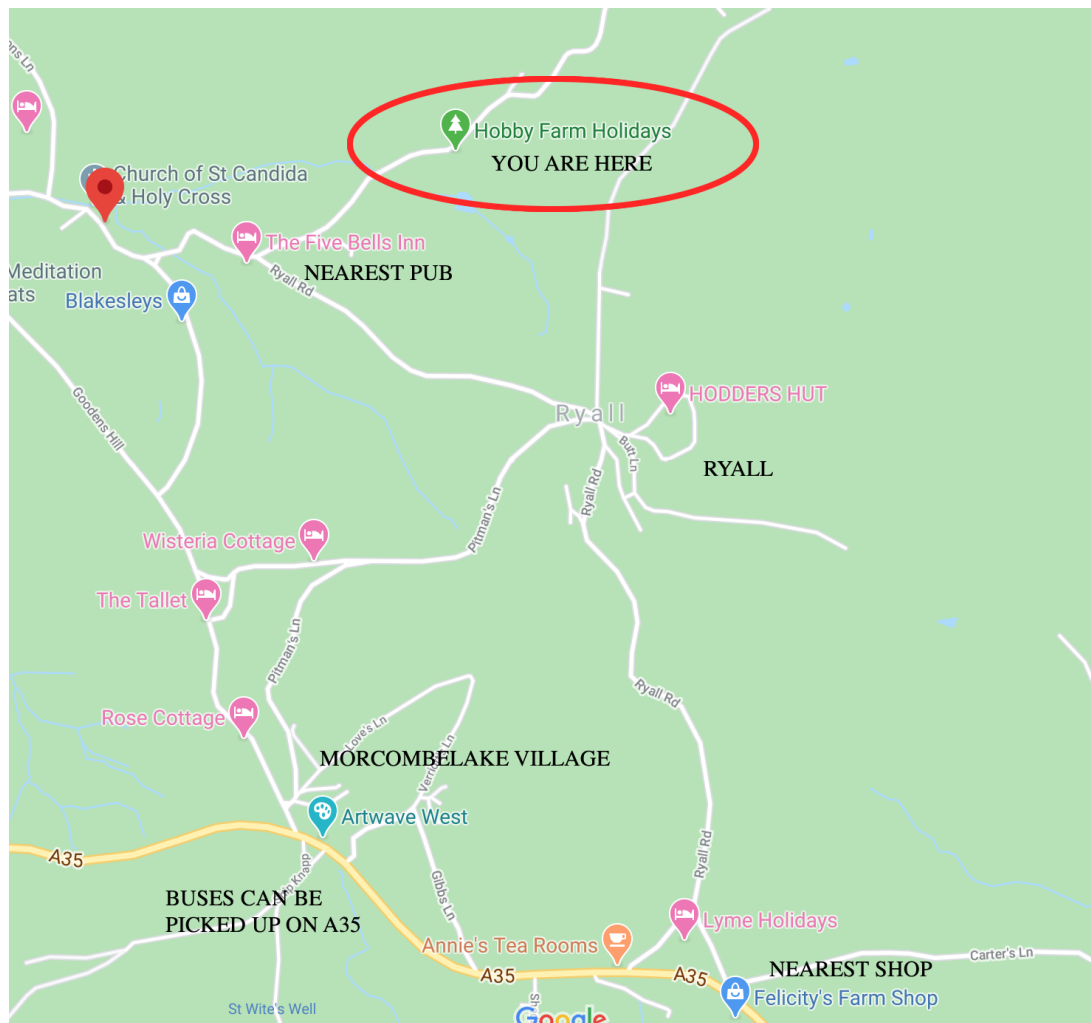 ons Ln
Hobby Farm Holidays
YOU ARE HERE
Church of St Candida
& Holy Cross
The Five Bells Inn
NEAREST PUB
Ryall Rd
Meditation
ats
Blakesleys
Goodens Hill
HODDERS HUT
Ryall
Butt Ln
RYALL
Ryall Rd
Pitman's Ln
Wisteria Cottage
The Tallet
Pitman's Ln
Ryall Rd
Rose Cottage
Love's Ln
MORCOMBELAKE VILLAGE
Artwave West
A35
Ryall Rd
Gibbs Ln
BUSES CAN BE
PICKED UP ON A35
Lyme Holidays
Annie's Tea Rooms
Carter's Ln
NEAREST SHOP
A35
A35
Felicity's Farm Shop
St Wite's Well
Google